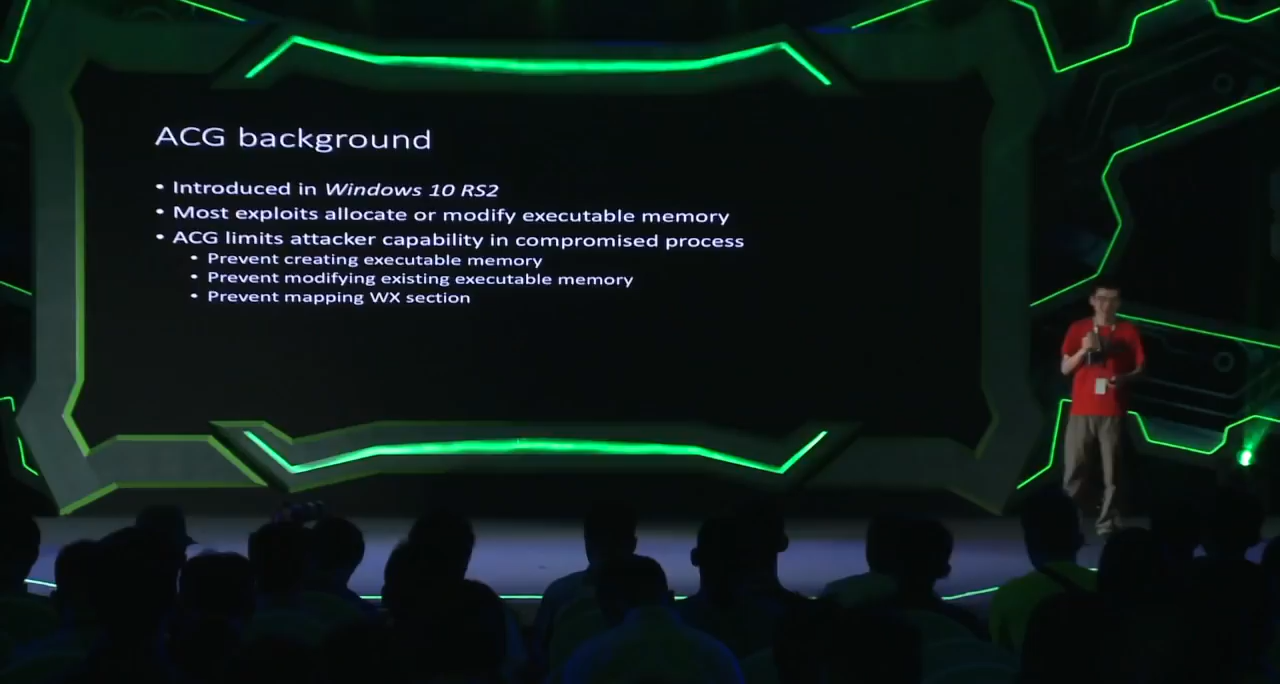 ACG background
• Introduced in Windows 10 RS2
• Most exploits allocate or modify executable memory
• ACG limits attacker capability in compromised process
• Prevent creating executable memory
• Prevent modifying existing executable memory
• Prevent mapping WX section